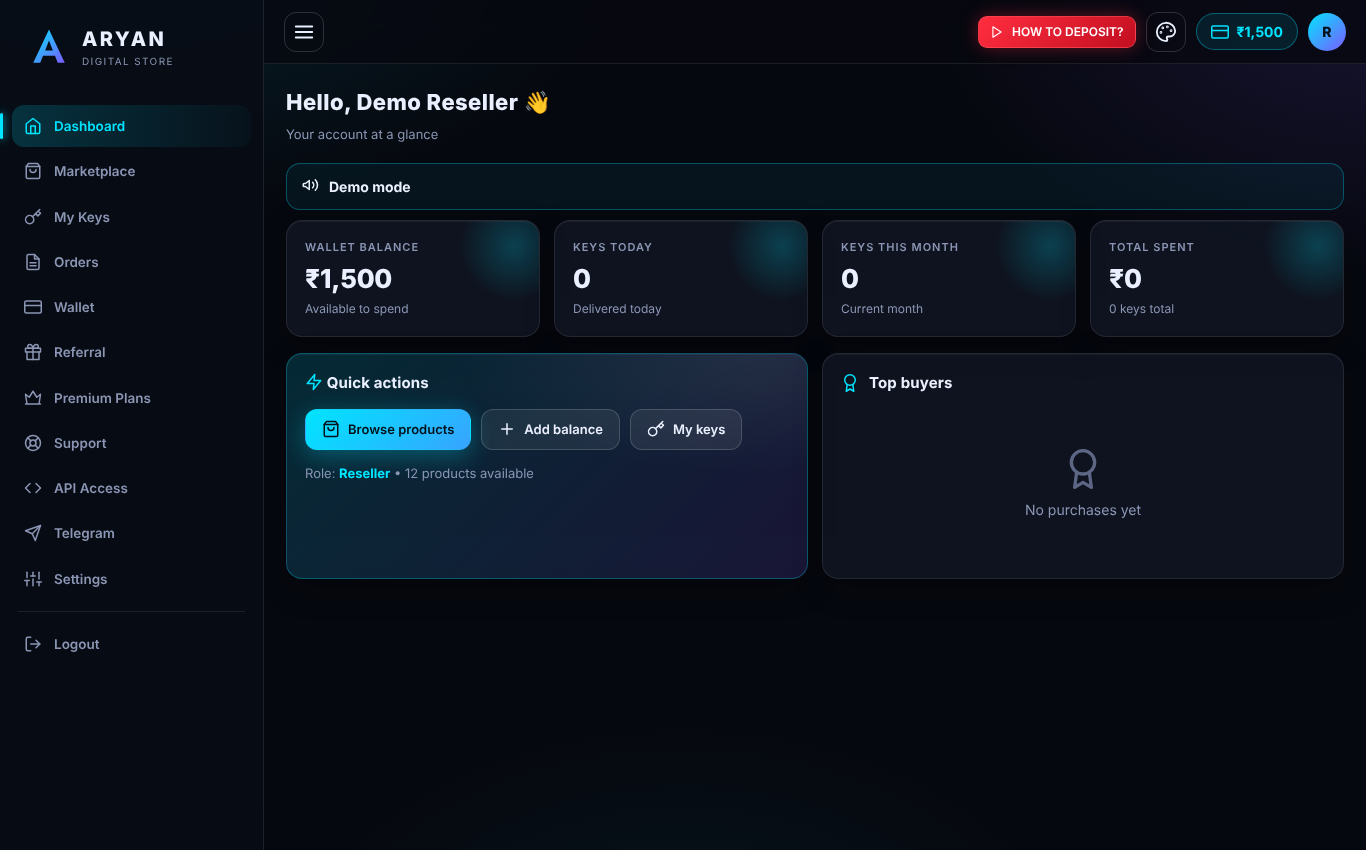 ARYAN
DIGITAL STORE
Dashboard
Marketplace
My Keys
Orders
Wallet
Referral
Premium Plans
Support
API Access
Telegram
Settings
Logout
HOW TO DEPOSIT?
₹1,500
R
Hello, Demo Reseller 👋
Your account at a glance
Demo mode
WALLET BALANCE
₹1,500
Available to spend
KEYS TODAY
0
Delivered today
KEYS THIS MONTH
0
Current month
TOTAL SPENT
₹0
0 keys total
Quick actions
Browse products
Add balance
My keys
Role: Reseller • 12 products available
Top buyers
No purchases yet